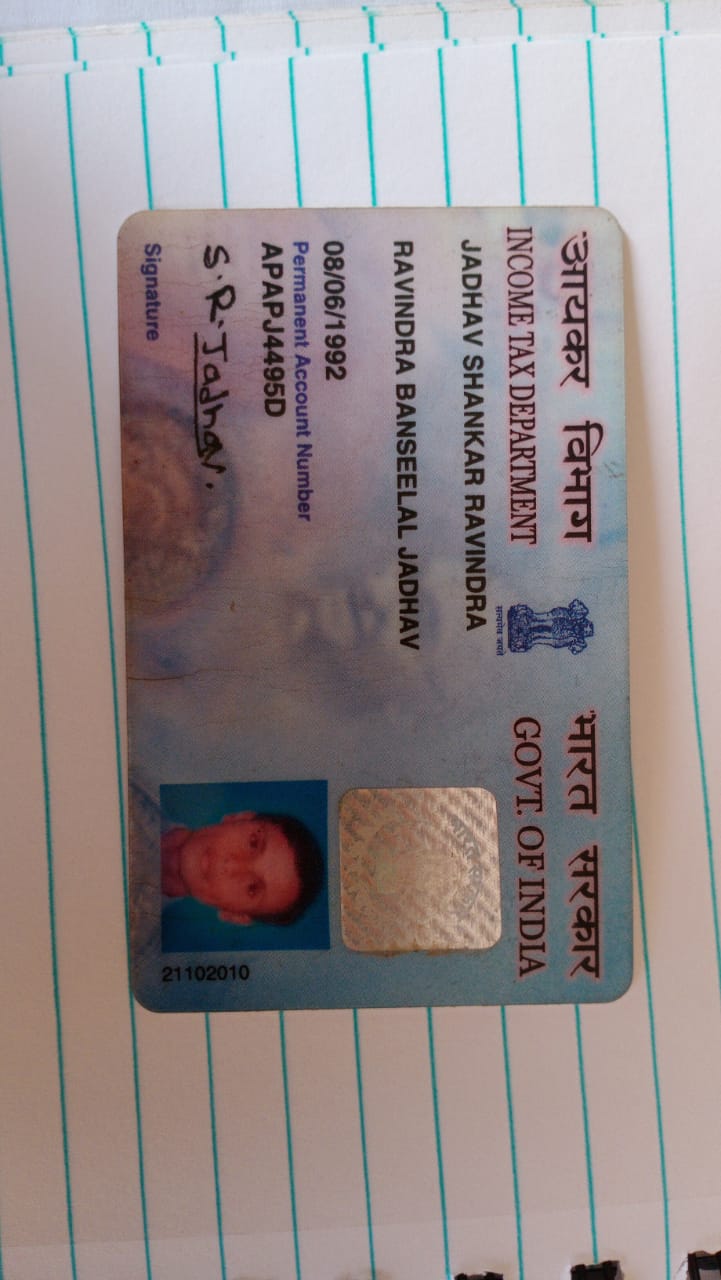 आयकर विभाग
INCOME TAX DEPARTMENT
भारत सरकार
GOVT. OF INDIA
सत्यमेव जयते
JADHAV SHANKAR RAVINDRA
RAVINDRA BANSEELAL JADHAV
08/06/1992
Permanent Account Number
APAPJ4495D
S.R.Jadhav.
Signature
21102010